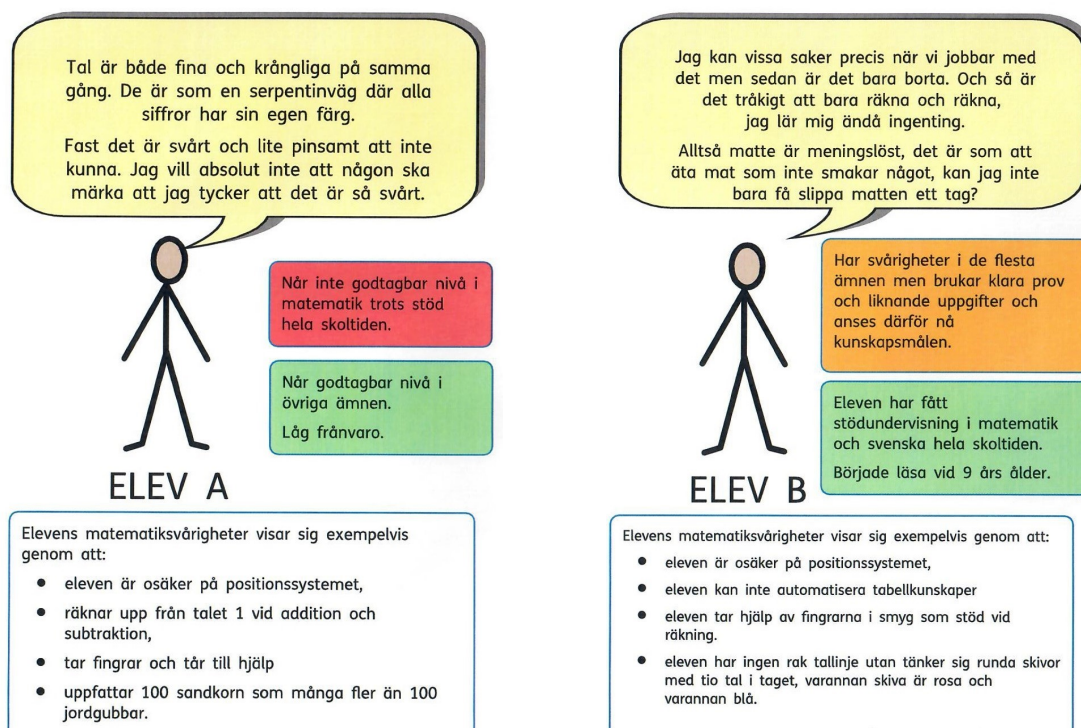 Tal är både fina och krångliga på samma
gång. De är som en serpentinväg där alla
siffror har sin egen färg.
Fast det är svårt och lite pinsamt att inte
kunna. Jag vill absolut inte att någon ska
märka att jag tycker att det är så svårt.
Når inte godtagbar nivå i
matematik trots stöd
hela skoltiden.
Når godtagbar nivå i
övriga ämnen.
Låg frånvaro.
ELEV A
Elevens matematiksvårigheter visar sig exempelvis
genom att:
• eleven är osäker på positionssystemet,
• räknar upp från talet 1 vid addition och
subtraktion,
• tar fingrar och tår till hjälp
• uppfattar 100 sandkorn som många fler än 100
jordgubbar.
Jag kan vissa saker precis när vi jobbar med
det men sedan är det bara borta. Och så är
det tråkigt att bara räkna och räkna,
jag lär mig ändå ingenting.
Alltså matte är meningslöst, det är som att
äta mat som inte smakar något, kan jag inte
bara få slippa matten ett tag?
Har svårigheter i de flesta
ämnen men brukar klara prov
och liknande uppgifter och
anses därför nå
kunskapsmålen.
Eleven har fått
stödundervisning i matematik
och svenska hela skoltiden.
Började läsa vid 9 års ålder.
ELEV B
Elevens matematiksvårigheter visar sig exempelvis genom att:
• eleven är osäker på positionssystemet,
• eleven kan inte automatisera tabellkunskaper
• eleven tar hjälp av fingrarna i smyg som stöd vid
räkning.
• eleven har ingen rak tallinje utan tänker sig runda skivor
med tio tal i taget, varannan skiva är rosa och
varannan blå.